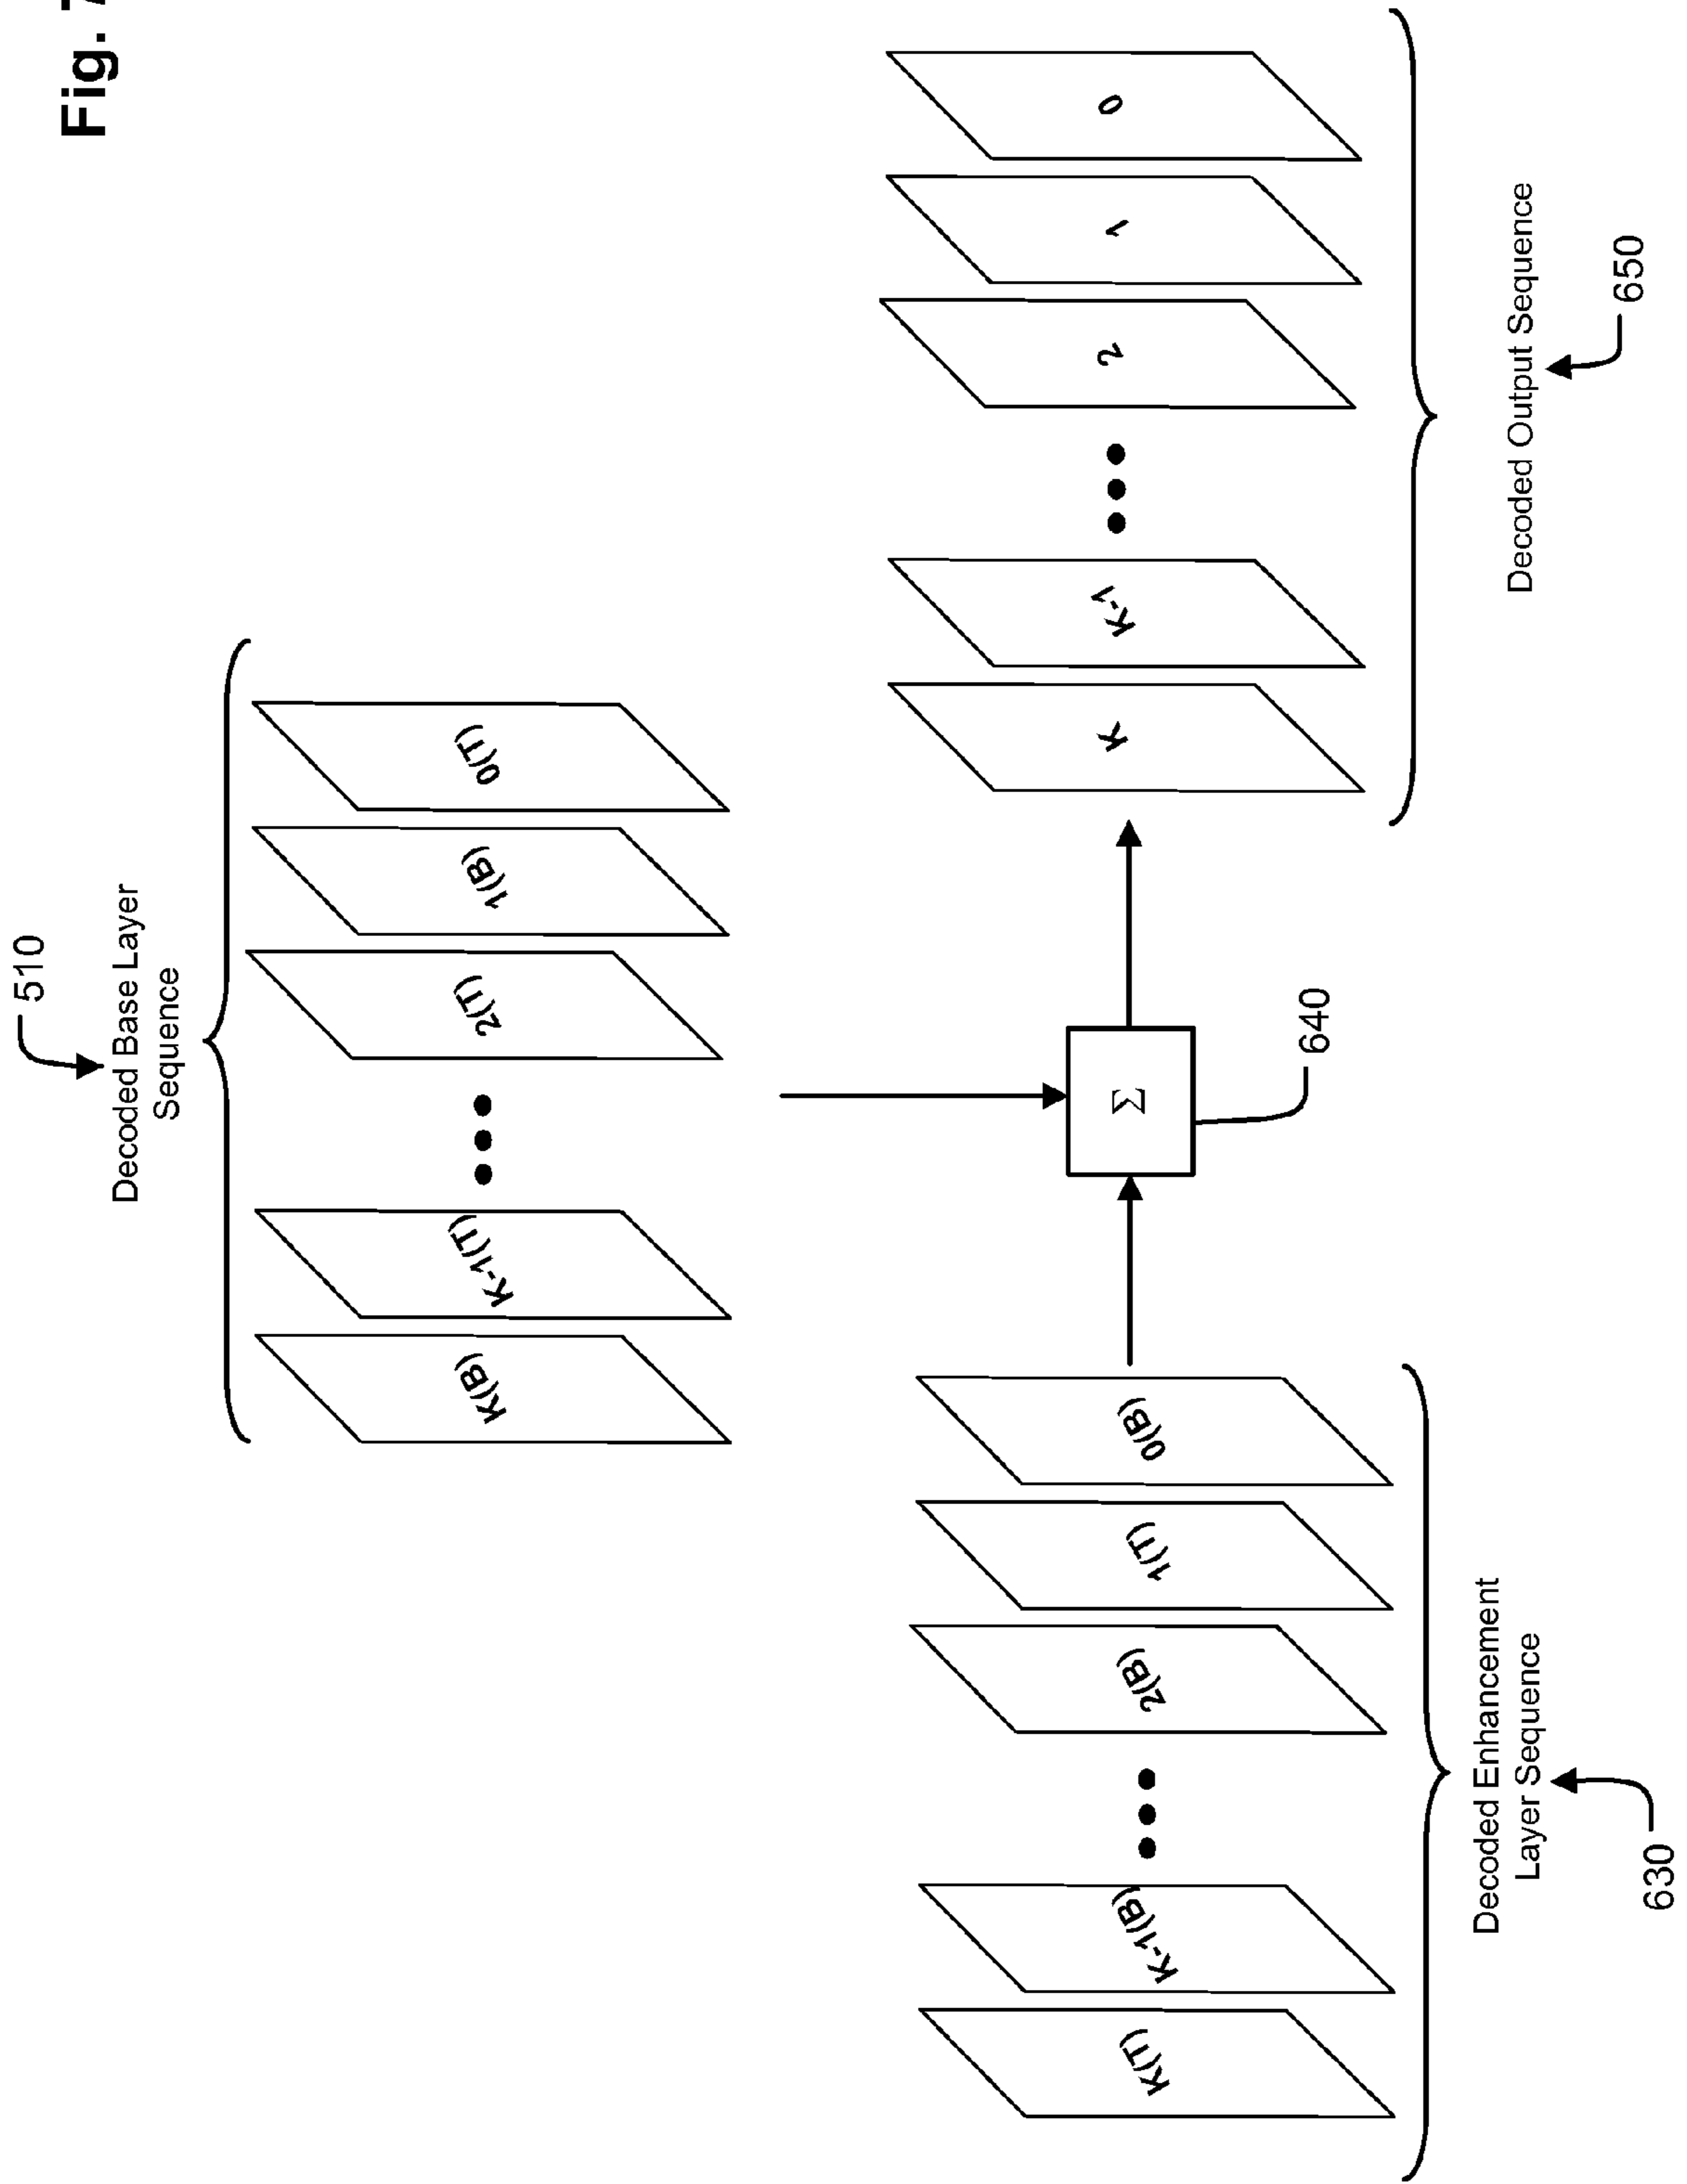 Fig. 7
510
Decoded Base Layer
Sequence
K(B)
K-1(T)
2(T)
1(B)
0(T)
K(T)
K-1(B)
2(B)
1(T)
0(B)
Σ
640
K
K-1
2
1
0
Decoded Enhancement
Layer Sequence
630
Decoded Output Sequence
650